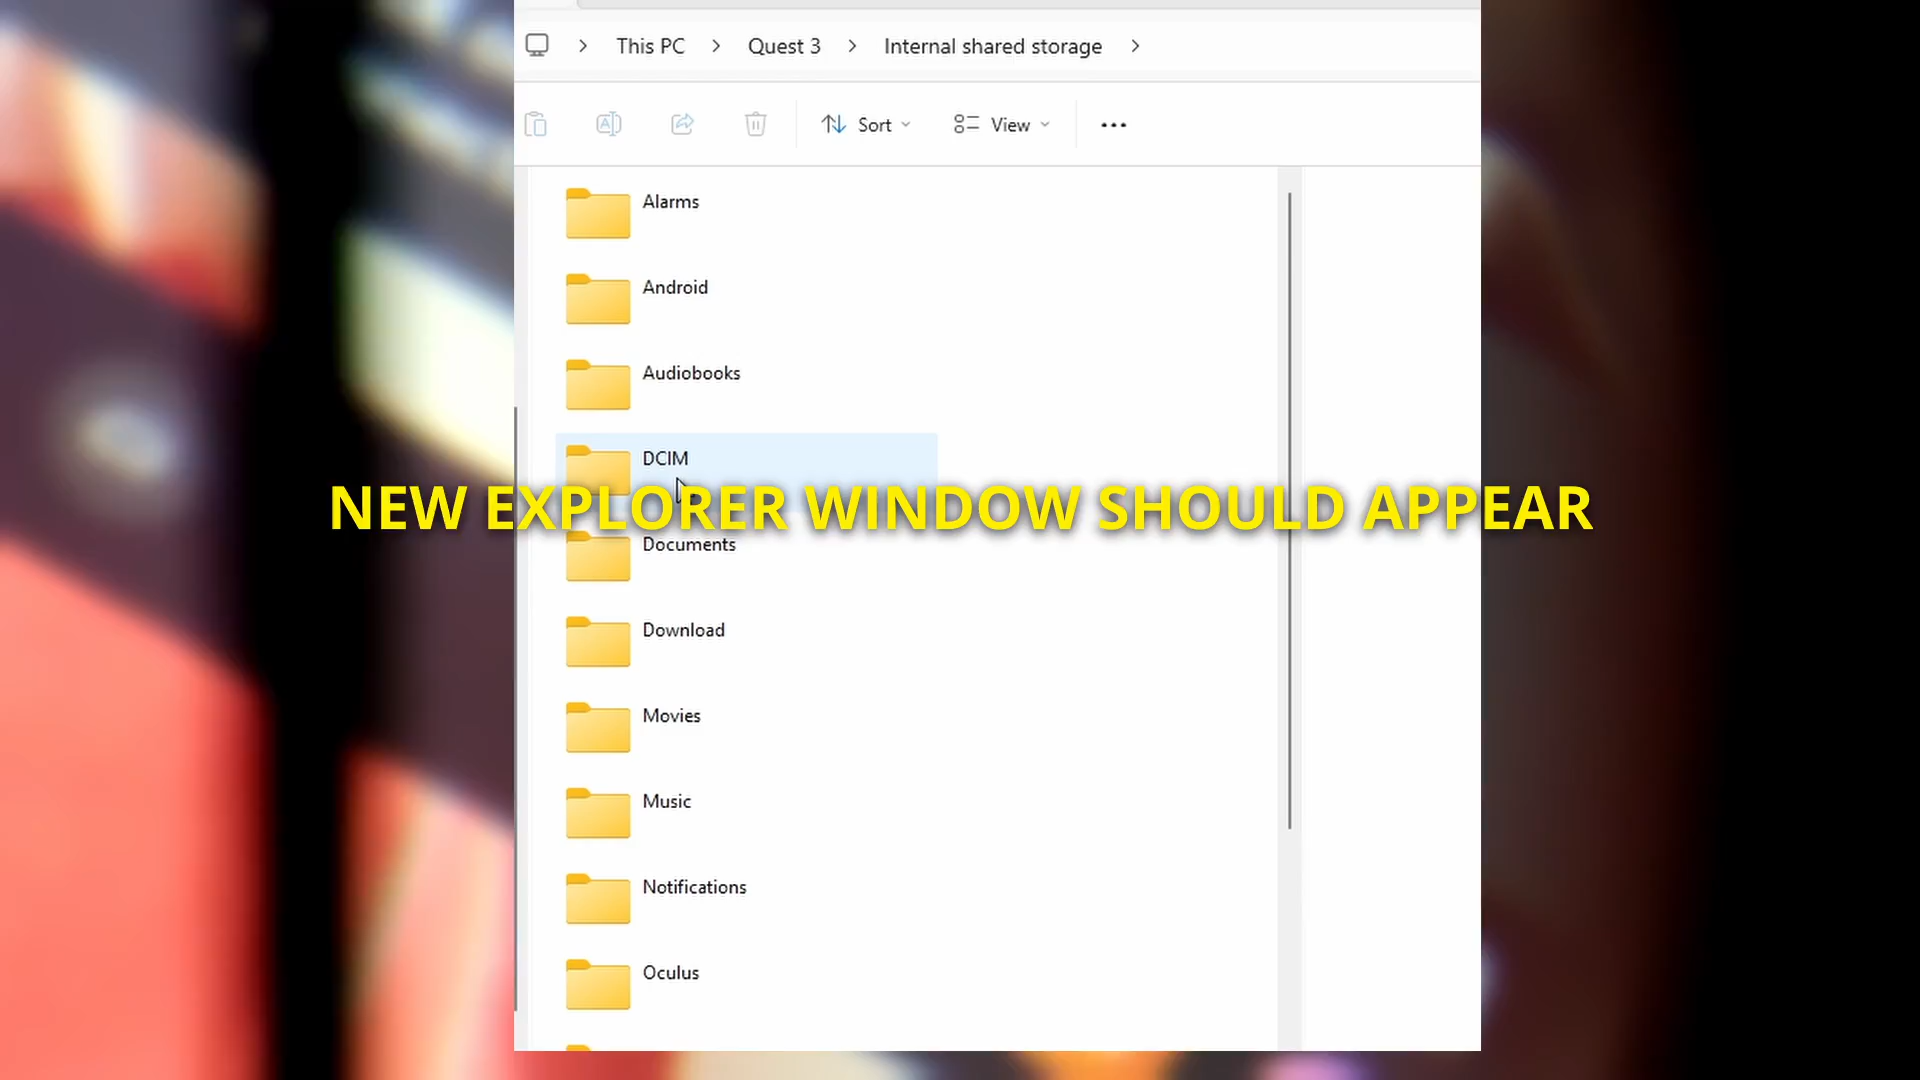 This PC > Quest 3 > Internal shared storage >
Sort View
Alarms
Android
Audiobooks
DCIM
NEW EXPLORER WINDOW SHOULD APPEAR
Documents
Download
Movies
Music
Notifications
Oculus